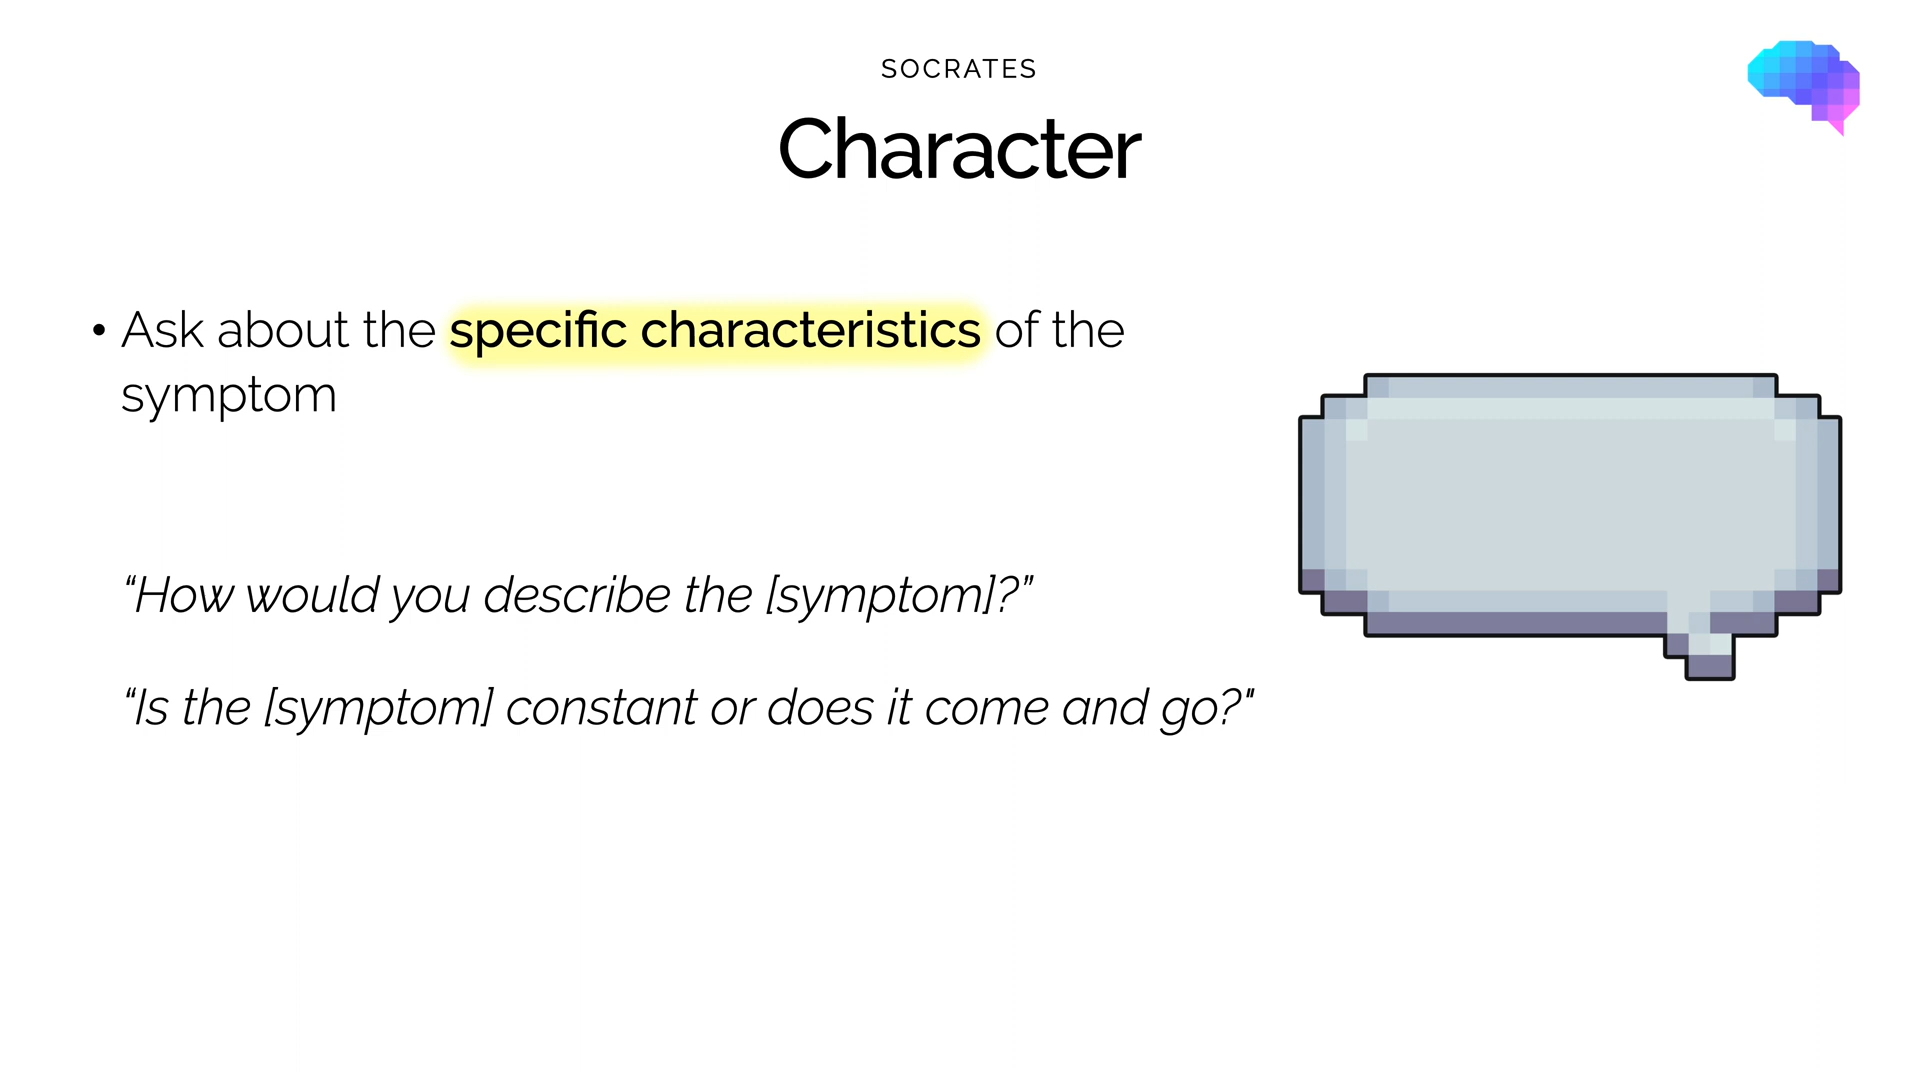 SOCRATES
Character
• Ask about the specific characteristics of the
symptom
“How would you describe the [symptom]?”
“Is the [symptom] constant or does it come and go?"